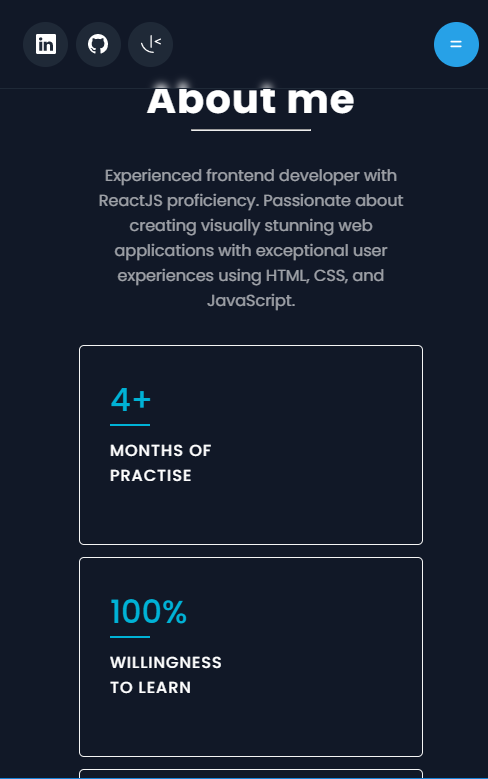 in
About me
Experienced frontend developer with
ReactJS proficiency. Passionate about
creating visually stunning web
applications with exceptional user
experiences using HTML, CSS, and
JavaScript.
4+
MONTHS OF
PRACTISE
100%
WILLINGNESS
TO LEARN